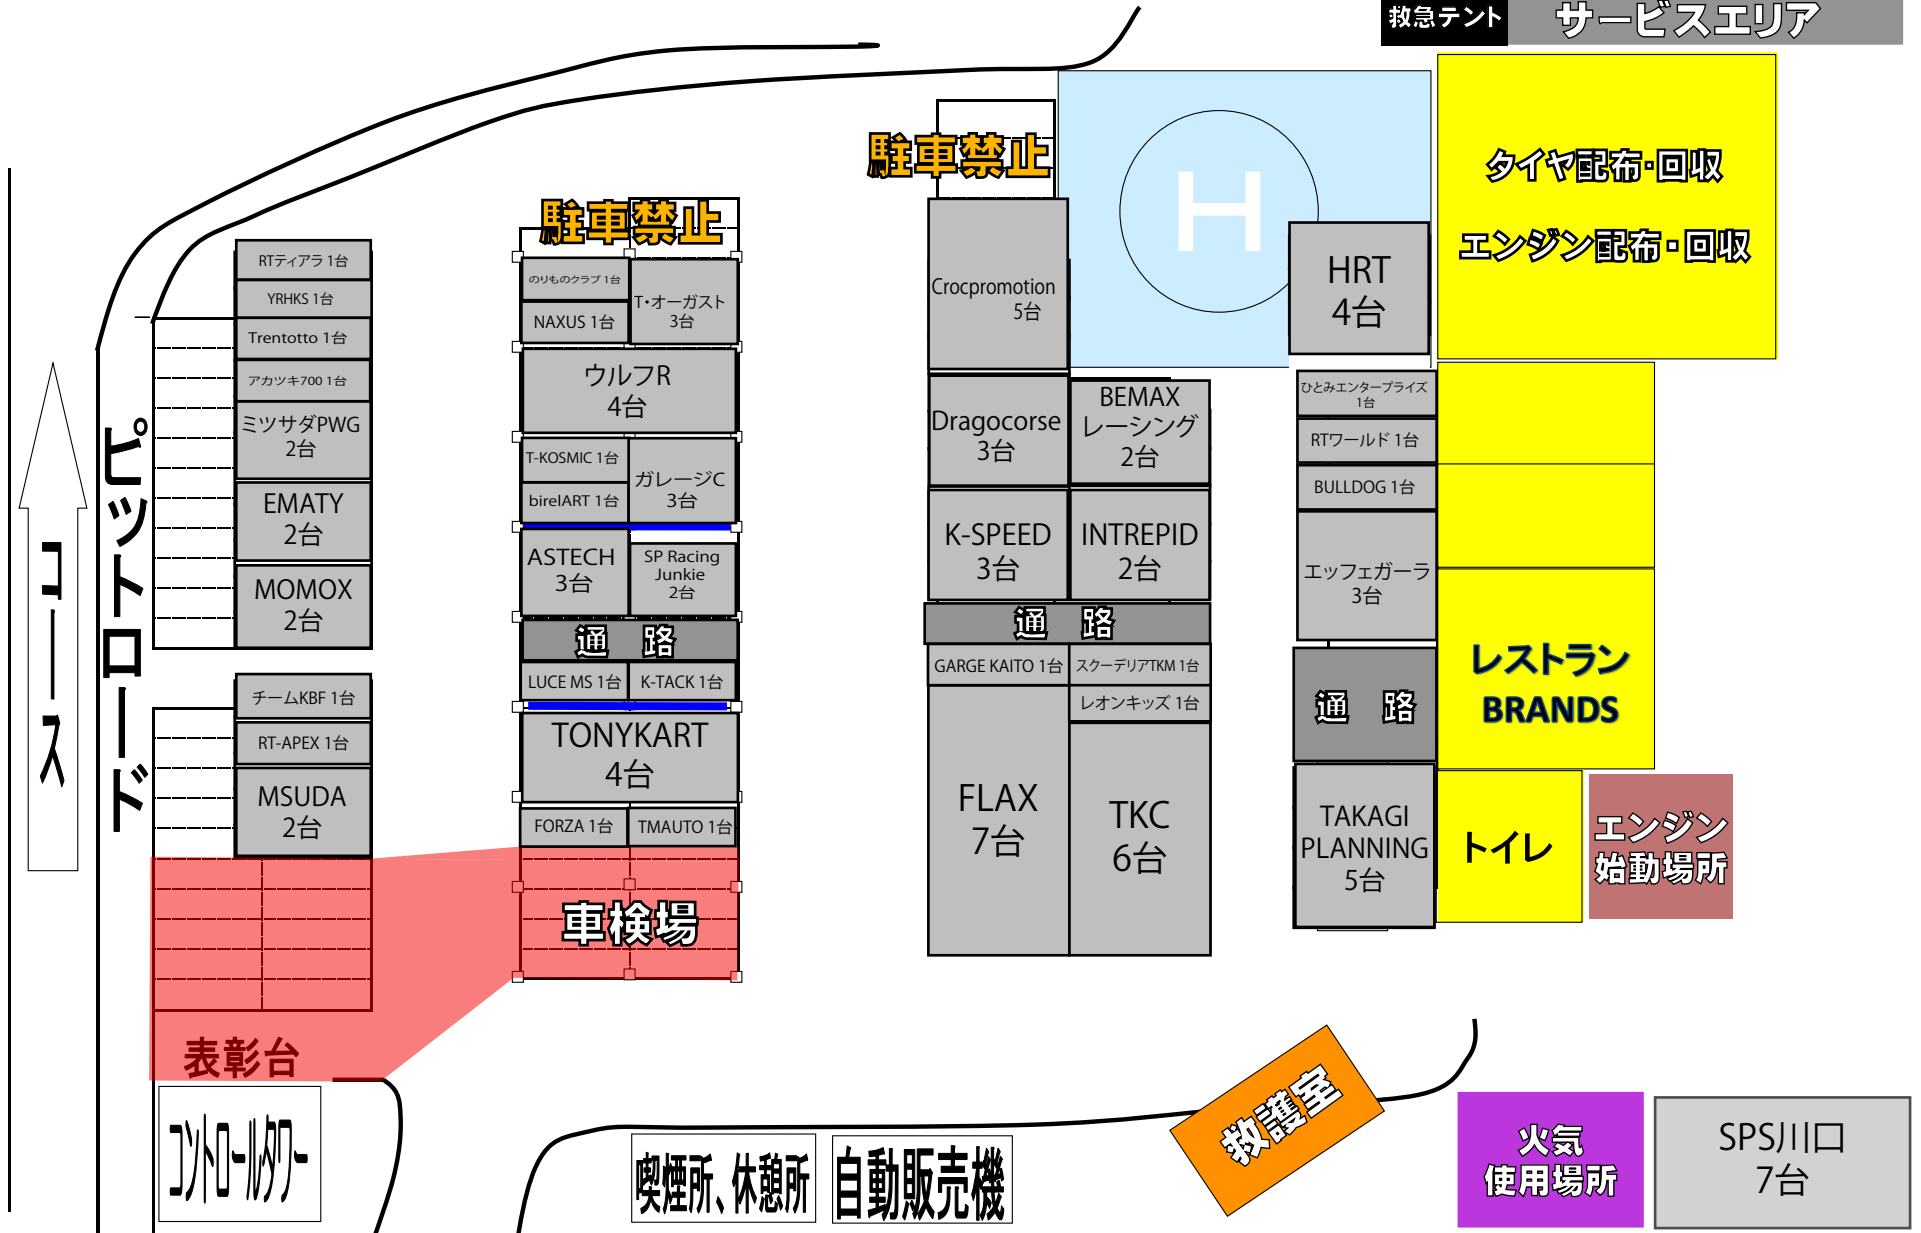 救急テント
サービスエリア
駐車禁止
タイヤ配布・回収
エンジン配布・回収
H
駐車禁止
RTティアラ 1台
YRHKS 1台
Trentotto 1台
アカツキ700 1台
ミツサダPWG
2台
EMATY
2台
MOMOX
2台
チームKBF 1台
RT-APEX 1台
MSUDA
2台
コース
ピットロード
のりものクラブ 1台
NAXUS 1台
T・オーガスト
3台
ウルフR
4台
T-KOSMIC 1台
birelART 1台
ガレージC
3台
ASTECH
3台
SP Racing
Junkie
2台
通 路
LUCE MS 1台
K-TACK 1台
TONYKART
4台
FORZA 1台
TMAUTO 1台
車検場
表彰台
コントロールタワー
Crocpromotion
5台
Dragocorse
3台
BEMAX
レーシング
2台
K-SPEED
3台
INTREPID
2台
通 路
GARGE KAITO 1台
スクーデリアTKM 1台
レオンキッズ 1台
FLAX
7台
TKC
6台
HRT
4台
ひとみエンタープライズ
1台
RTワールド 1台
BULLDOG 1台
エッフェガーラ
3台
通 路
TAKAGI
PLANNING
5台
レストラン
BRANDS
トイレ
エンジン
始動場所
救護室
喫煙所、休憩所
自動販売機
火気
使用場所
SPS川口
7台